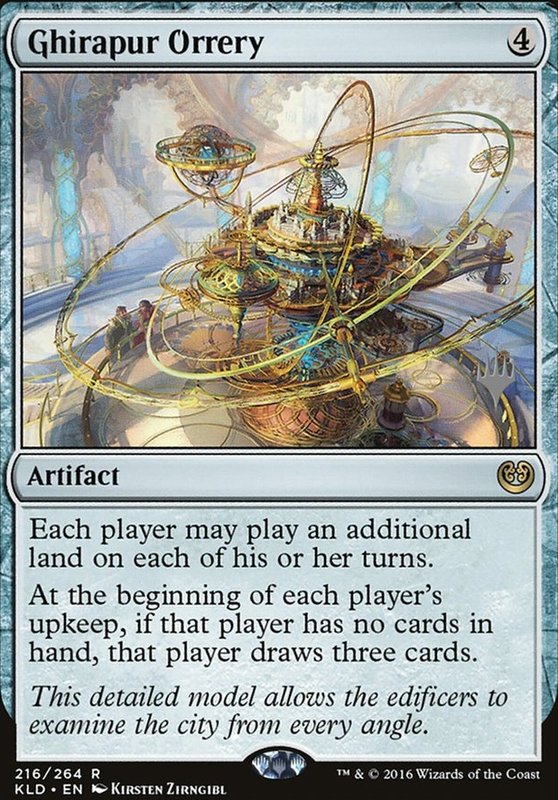 Ghirapur Orrery 4
Artifact
Each player may play an additional
land on each of his or her turns.
At the beginning of each player's
upkeep, if that player has no cards in
hand, that player draws three cards.
This detailed model allows the edificers to
examine the city from every angle.
216/264 R
KLD • EN Kirsten Zirngibl
™ & © 2016 Wizards of the Coast